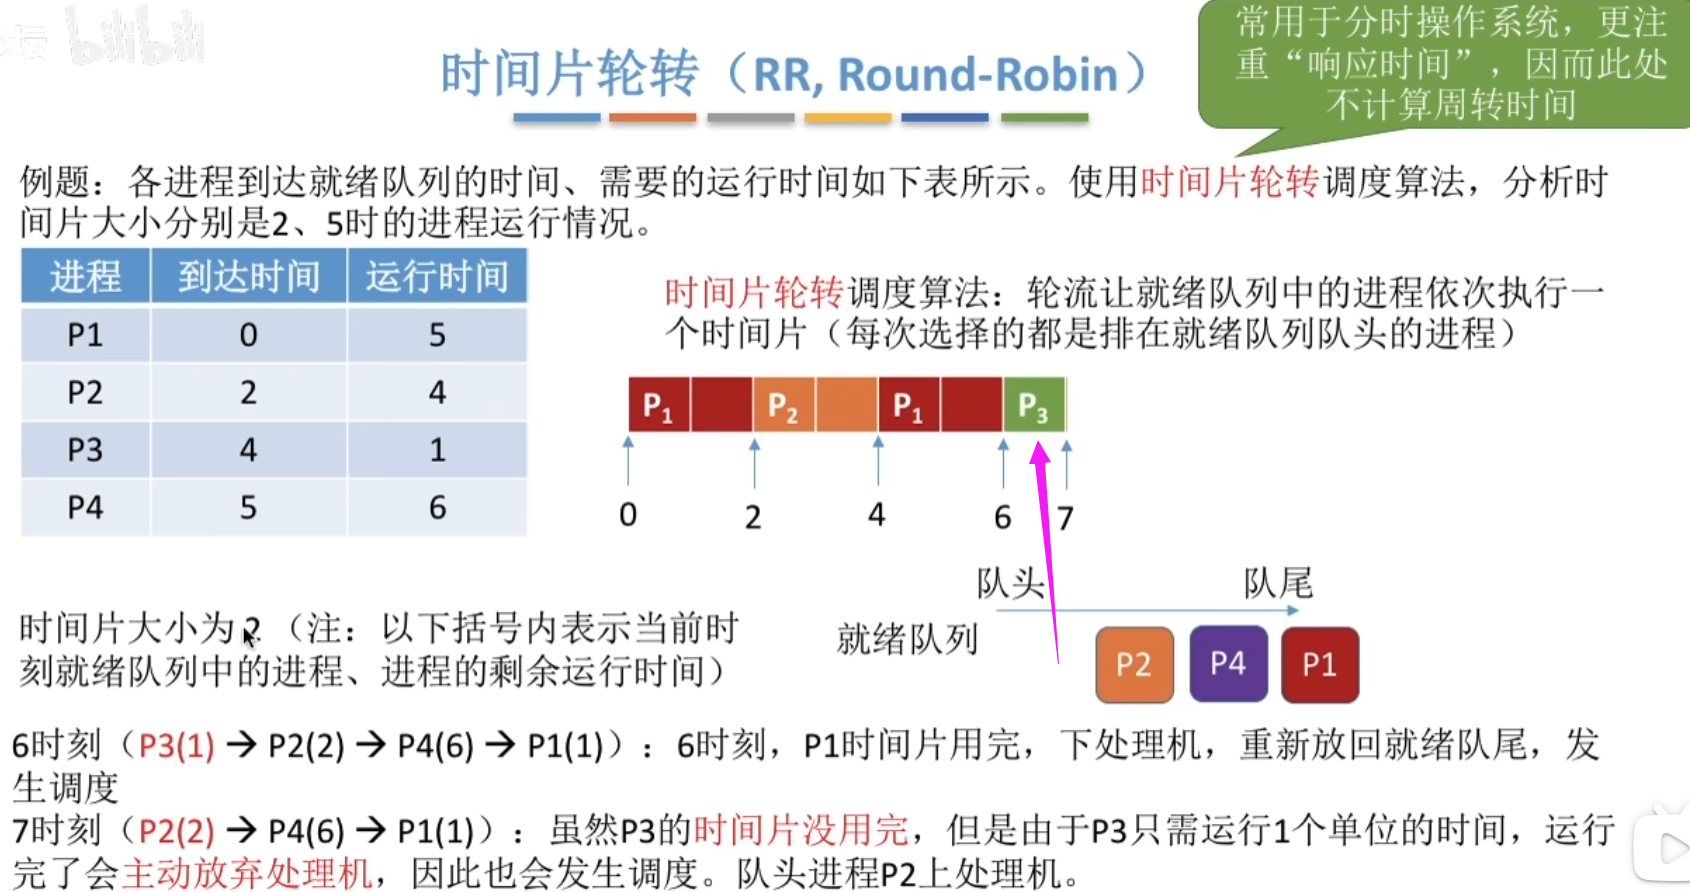 坛 bilibili
常用于分时操作系统，更注
重“响应时间”，因而此处
不计算周转时间
时间片轮转（RR, Round-Robin）
例题：各进程到达就绪队列的时间、需要的运行时间如下表所示。使用时间片轮转调度算法，分析时
间片大小分别是2、5时的进程运行情况。
进程 到达时间 运行时间
P1 0 5
P2 2 4
P3 4 1
P4 5 6
时间片轮转调度算法：轮流让就绪队列中的进程依次执行一
个时间片（每次选择的都是排在就绪队列队头的进程）
P1 P2 P1 P3
0 2 4 6 7
队头 队尾
就绪队列 P2 P4 P1
时间片大小为 2（注：以下括号内表示当前时
刻就绪队列中的进程、进程的剩余运行时间）
6时刻（P3(1) → P2(2) → P4(6) → P1(1)）：6时刻，P1时间片用完，下处理机，重新放回就绪队尾，发
生调度
7时刻（P2(2) → P4(6) → P1(1)）：虽然P3的时间片没用完，但是由于P3只需运行1个单位的时间，运行
完了会主动放弃处理机，因此也会发生调度。队头进程P2上处理机。